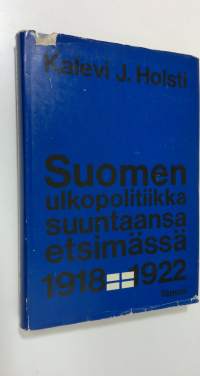 Kalevi J. Holsti
Suomen
ulkopolitiikka
suuntaansa
etsimässä
1918 1922